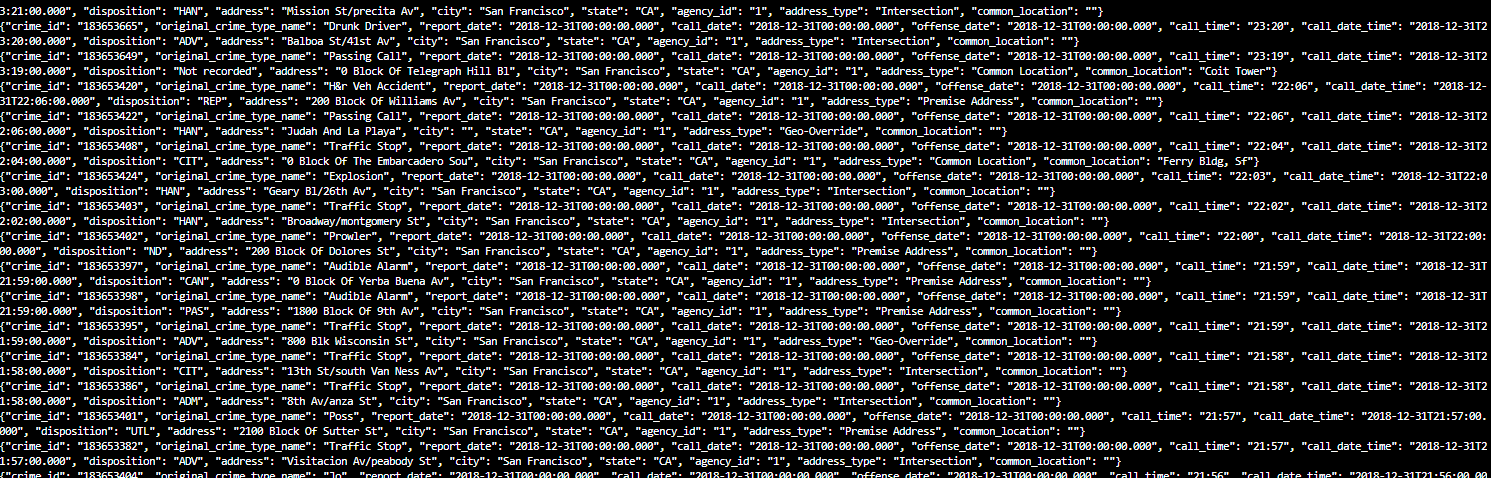 3:21:00.000", "disposition": "HAN", "address": "Mission St/precita Av", "city": "San Francisco", "state": "CA", "agency_id": "1", "address_type": "Intersection", "common_location": ""}
{"crime_id": "183653665", "original_crime_type_name": "Drunk Driver", "report_date": "2018-12-31T00:00:00.000", "call_date": "2018-12-31T00:00:00.000", "offense_date": "2018-12-31T00:00:00.000", "call_time": "23:20", "call_date_time": "2018-12-31T2
3:20:00.000", "disposition": "ADV", "address": "Balboa St/41st Av", "city": "San Francisco", "state": "CA", "agency_id": "1", "address_type": "Intersection", "common_location": ""}
{"crime_id": "183653649", "original_crime_type_name": "Passing Call", "report_date": "2018-12-31T00:00:00.000", "call_date": "2018-12-31T00:00:00.000", "offense_date": "2018-12-31T00:00:00.000", "call_time": "23:19", "call_date_time": "2018-12-31T2
3:19:00.000", "disposition": "Not recorded", "address": "0 Block Of Telegraph Hill Bl", "city": "San Francisco", "state": "CA", "agency_id": "1", "address_type": "Common Location", "common_location": "Coit Tower"}
{"crime_id": "183653420", "original_crime_type_name": "H&r Veh Accident", "report_date": "2018-12-31T00:00:00.000", "call_date": "2018-12-31T00:00:00.000", "offense_date": "2018-12-31T00:00:00.000", "call_time": "22:06", "call_date_time": "2018-12-
31T22:06:00.000", "disposition": "REP", "address": "200 Block Of Williams Av", "city": "San Francisco", "state": "CA", "agency_id": "1", "address_type": "Premise Address", "common_location": ""}
{"crime_id": "183653422", "original_crime_type_name": "Passing Call", "report_date": "2018-12-31T00:00:00.000", "call_date": "2018-12-31T00:00:00.000", "offense_date": "2018-12-31T00:00:00.000", "call_time": "22:06", "call_date_time": "2018-12-31T2
2:06:00.000", "disposition": "HAN", "address": "Judah And La Playa", "city": "", "state": "CA", "agency_id": "1", "address_type": "Geo-Override", "common_location": ""}
{"crime_id": "183653408", "original_crime_type_name": "Traffic Stop", "report_date": "2018-12-31T00:00:00.000", "call_date": "2018-12-31T00:00:00.000", "offense_date": "2018-12-31T00:00:00.000", "call_time": "22:04", "call_date_time": "2018-12-31T2
2:04:00.000", "disposition": "CIT", "address": "0 Block Of The Embarcadero Sou", "city": "San Francisco", "state": "CA", "agency_id": "1", "address_type": "Common Location", "common_location": "Ferry Bldg, Sf"}
{"crime_id": "183653424", "original_crime_type_name": "Explosion", "report_date": "2018-12-31T00:00:00.000", "call_date": "2018-12-31T00:00:00.000", "offense_date": "2018-12-31T00:00:00.000", "call_time": "22:03", "call_date_time": "2018-12-31T22:0
3:00.000", "disposition": "HAN", "address": "Geary Bl/26th Av", "city": "San Francisco", "state": "CA", "agency_id": "1", "address_type": "Intersection", "common_location": ""}
{"crime_id": "183653403", "original_crime_type_name": "Traffic Stop", "report_date": "2018-12-31T00:00:00.000", "call_date": "2018-12-31T00:00:00.000", "offense_date": "2018-12-31T00:00:00.000", "call_time": "22:02", "call_date_time": "2018-12-31T2
2:02:00.000", "disposition": "HAN", "address": "Broadway/montgomery St", "city": "San Francisco", "state": "CA", "agency_id": "1", "address_type": "Intersection", "common_location": ""}
{"crime_id": "183653402", "original_crime_type_name": "Prowler", "report_date": "2018-12-31T00:00:00.000", "call_date": "2018-12-31T00:00:00.000", "offense_date": "2018-12-31T00:00:00.000", "call_time": "22:00", "call_date_time": "2018-12-31T22:00:
00.000", "disposition": "ND", "address": "200 Block Of Dolores St", "city": "San Francisco", "state": "CA", "agency_id": "1", "address_type": "Premise Address", "common_location": ""}
{"crime_id": "183653397", "original_crime_type_name": "Audible Alarm", "report_date": "2018-12-31T00:00:00.000", "call_date": "2018-12-31T00:00:00.000", "offense_date": "2018-12-31T00:00:00.000", "call_time": "21:59", "call_date_time": "2018-12-31T
21:59:00.000", "disposition": "CAN", "address": "0 Block Of Yerba Buena Av", "city": "San Francisco", "state": "CA", "agency_id": "1", "address_type": "Premise Address", "common_location": ""}
{"crime_id": "183653398", "original_crime_type_name": "Audible Alarm", "report_date": "2018-12-31T00:00:00.000", "call_date": "2018-12-31T00:00:00.000", "offense_date": "2018-12-31T00:00:00.000", "call_time": "21:59", "call_date_time": "2018-12-31T
21:59:00.000", "disposition": "PAS", "address": "1800 Block Of 9th Av", "city": "San Francisco", "state": "CA", "agency_id": "1", "address_type": "Premise Address", "common_location": ""}
{"crime_id": "183653395", "original_crime_type_name": "Traffic Stop", "report_date": "2018-12-31T00:00:00.000", "call_date": "2018-12-31T00:00:00.000", "offense_date": "2018-12-31T00:00:00.000", "call_time": "21:59", "call_date_time": "2018-12-31T2
1:59:00.000", "disposition": "ADV", "address": "800 Blk Wisconsin St", "city": "San Francisco", "state": "CA", "agency_id": "1", "address_type": "Geo-Override", "common_location": ""}
{"crime_id": "183653384", "original_crime_type_name": "Traffic Stop", "report_date": "2018-12-31T00:00:00.000", "call_date": "2018-12-31T00:00:00.000", "offense_date": "2018-12-31T00:00:00.000", "call_time": "21:58", "call_date_time": "2018-12-31T2
1:58:00.000", "disposition": "CIT", "address": "13th St/south Van Ness Av", "city": "San Francisco", "state": "CA", "agency_id": "1", "address_type": "Intersection", "common_location": ""}
{"crime_id": "183653386", "original_crime_type_name": "Traffic Stop", "report_date": "2018-12-31T00:00:00.000", "call_date": "2018-12-31T00:00:00.000", "offense_date": "2018-12-31T00:00:00.000", "call_time": "21:58", "call_date_time": "2018-12-31T2
1:58:00.000", "disposition": "ADM", "address": "8th Av/anza St", "city": "San Francisco", "state": "CA", "agency_id": "1", "address_type": "Intersection", "common_location": ""}
{"crime_id": "183653401", "original_crime_type_name": "Poss", "report_date": "2018-12-31T00:00:00.000", "call_date": "2018-12-31T00:00:00.000", "offense_date": "2018-12-31T00:00:00.000", "call_time": "21:57", "call_date_time": "2018-12-31T21:57:00.
000", "disposition": "UTL", "address": "2100 Block Of Sutter St", "city": "San Francisco", "state": "CA", "agency_id": "1", "address_type": "Premise Address", "common_location": ""}
{"crime_id": "183653382", "original_crime_type_name": "Traffic Stop", "report_date": "2018-12-31T00:00:00.000", "call_date": "2018-12-31T00:00:00.000", "offense_date": "2018-12-31T00:00:00.000", "call_time": "21:57", "call_date_time": "2018-12-31T2
1:57:00.000", "disposition": "ADV", "address": "Visitacion Av/peabody St", "city": "San Francisco", "state": "CA", "agency_id": "1", "address_type": "Intersection", "common_location": ""}
{"crime_id": "183653404", "original_crime_type_name": "Jo", "report_date": "2018-12-31T00:00:00.000", "call_date": "2018-12-31T00:00:00.000", "offense_date": "2018-12-31T00:00:00.000", "call_time": "21:56", "call_date_time": "2018-12-31T21:56:00.00